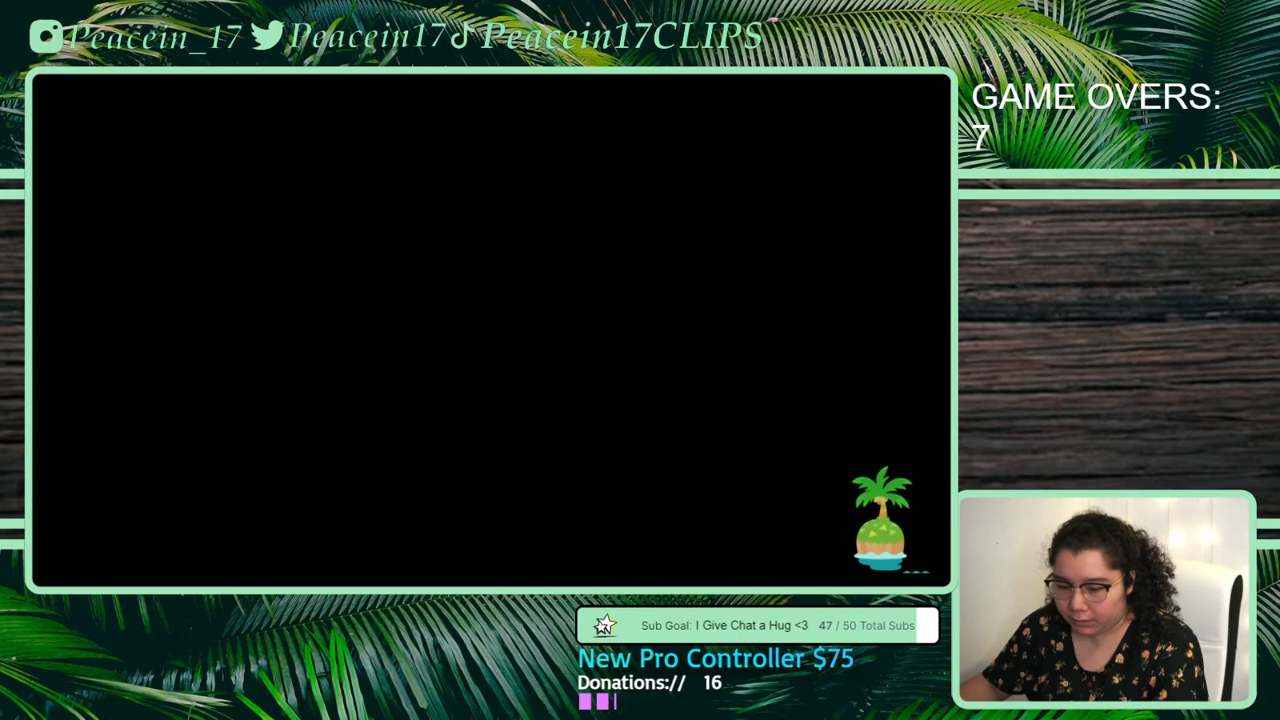 Peacein_17 Peacein17 Peacein17CLIPS
GAME OVERS:
7
Sub Goal: I Give Chat a Hug <3 47 / 50 Total Subs
New Pro Controller $75
Donations:// 16